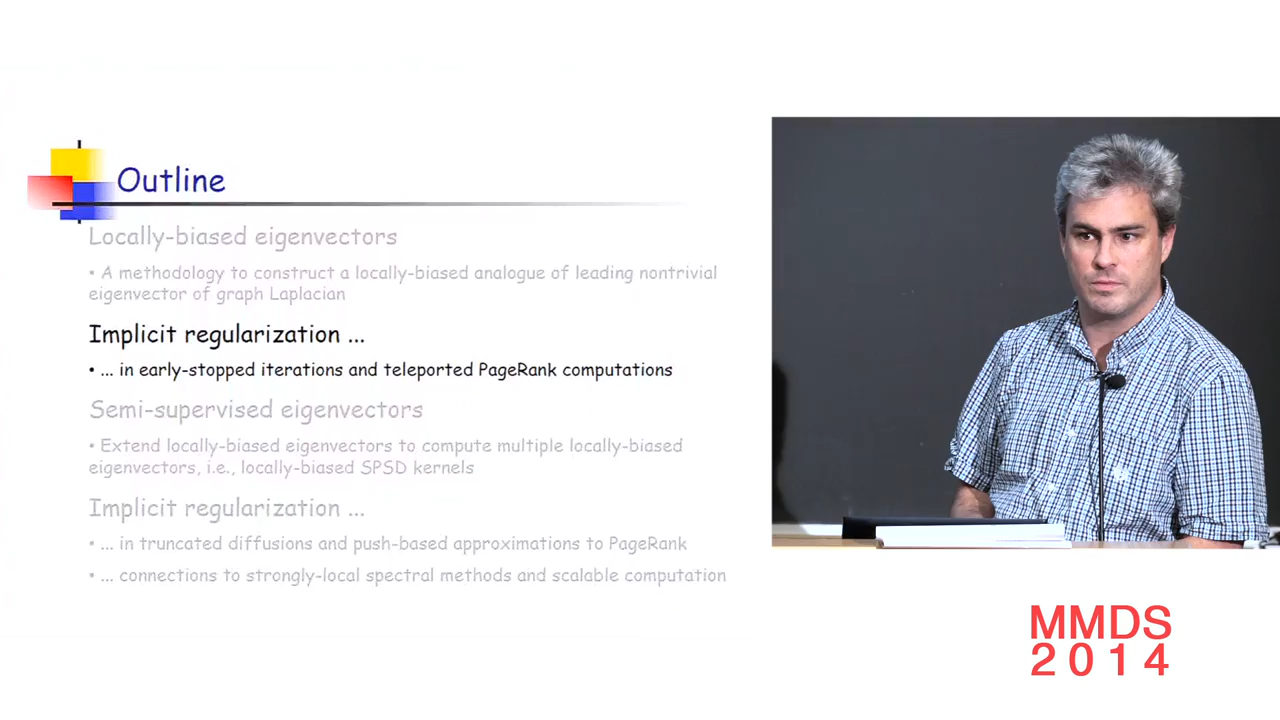 Outline
Locally-biased eigenvectors
• A methodology to construct a locally-biased analogue of leading nontrivial
eigenvector of graph Laplacian
Implicit regularization ...
• ... in early-stopped iterations and teleported PageRank computations
Semi-supervised eigenvectors
• Extend locally-biased eigenvectors to compute multiple locally-biased
eigenvectors, i.e., locally-biased SPSD kernels
Implicit regularization ...
• ... in truncated diffusions and push-based approximations to PageRank
• ... connections to strongly-local spectral methods and scalable computation
MMDS
2014